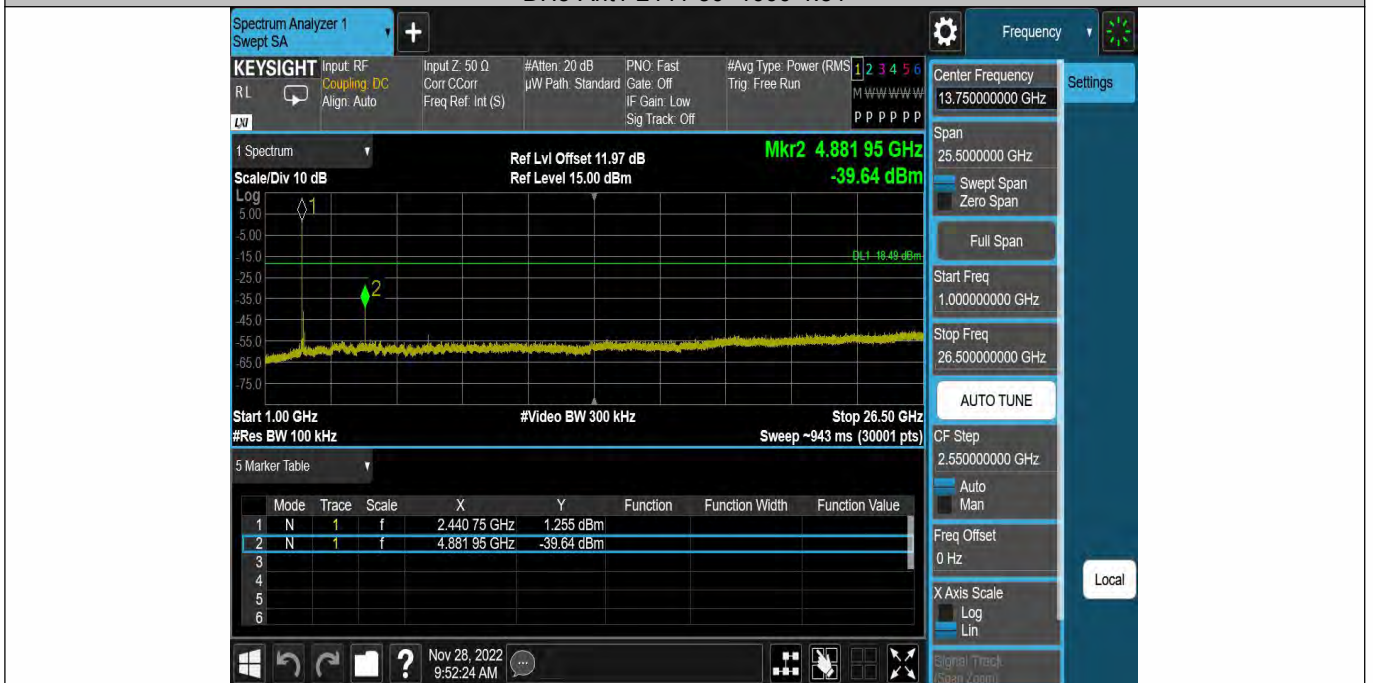 Spectrum Analyzer 1
Swept SA
+
Frequency
KEYSIGHT
RL
LXI
Input: RF
Coupling: DC
Align: Auto
Input Z: 50 Ω
Corr CCorr
Freq Ref: Int (S)
#Atten: 20 dB
µW Path: Standard
PNO: Fast
Gate: Off
IF Gain: Low
Sig Track: Off
#Avg Type: Power (RMS
Trig: Free Run
1 2 3 4 5 6
M W W W W W
P P P P P P
1 Spectrum
Scale/Div 10 dB
Ref Lvl Offset 11.97 dB
Ref Level 15.00 dBm
Mkr2 4.881 95 GHz
-39.64 dBm
Log
5.00
-5.00
-15.0
-25.0
-35.0
-45.0
-55.0
-65.0
-75.0
1
2
DL1 -18.49 dBm
Start 1.00 GHz
#Video BW 300 kHz
Stop 26.50 GHz
#Res BW 100 kHz
Sweep ~943 ms (30001 pts)
5 Marker Table
Mode Trace Scale X Y Function Function Width Function Value
1 N 1 f 2.440 75 GHz 1.255 dBm
2 N 1 f 4.881 95 GHz -39.64 dBm
3
4
5
6
Nov 28, 2022
9:52:24 AM
Center Frequency
13.750000000 GHz
Settings
Span
25.5000000 GHz
Swept Span
Zero Span
Full Span
Start Freq
1.000000000 GHz
Stop Freq
26.500000000 GHz
AUTO TUNE
CF Step
2.550000000 GHz
Auto
Man
Freq Offset
0 Hz
X Axis Scale
Log
Lin
Local
Signal Track
(Span Zoom)